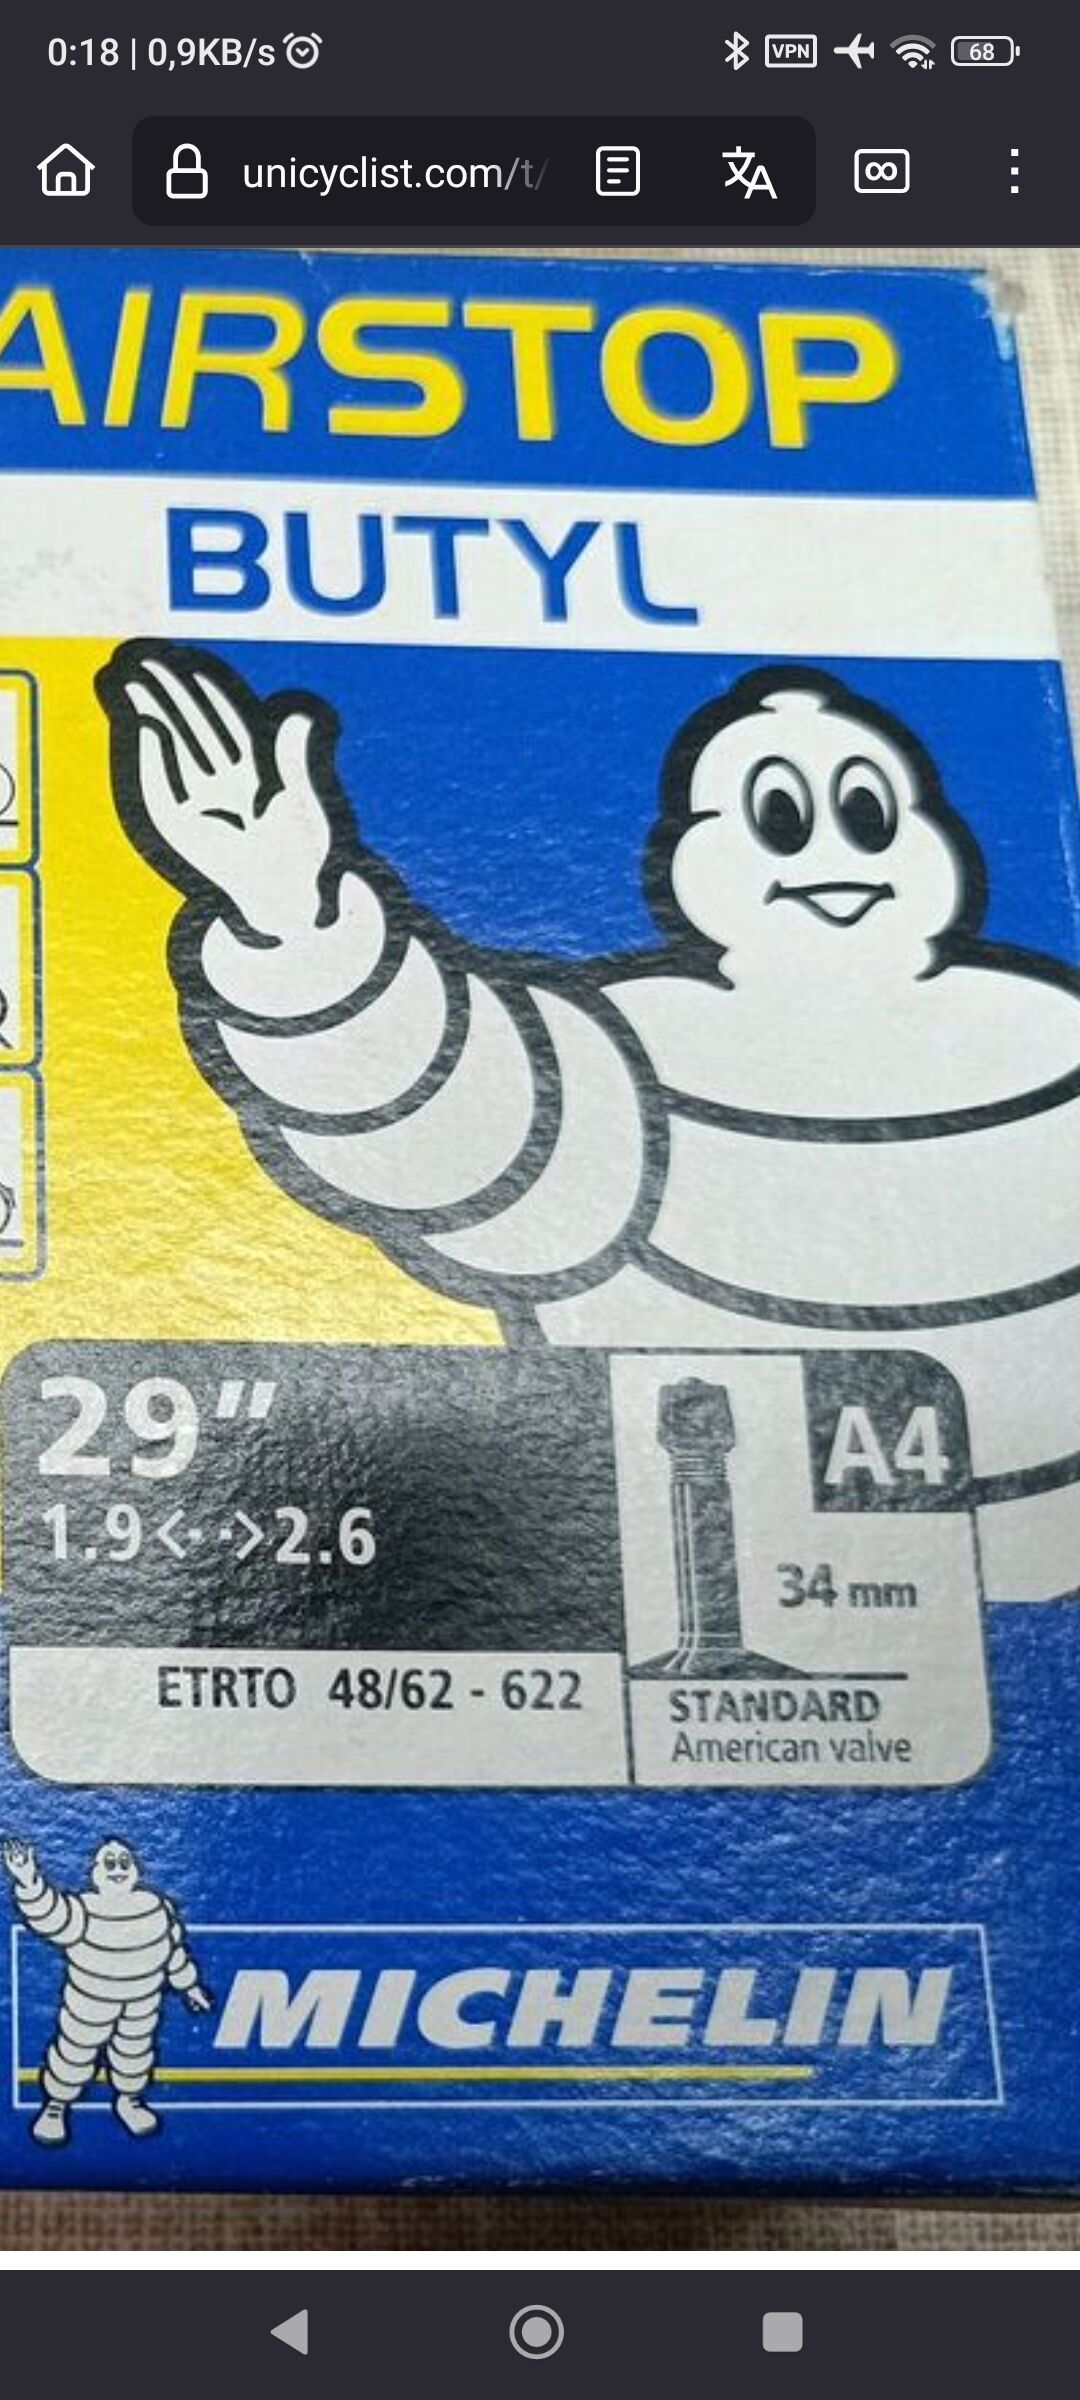 0:18 | 0,9KB/s
VPN
68
unicyclist.com/t/
AIRSTOP
BUTYL
29"
1.9<··>2.6
A4
34 mm
ETRTO 48/62 - 622
STANDARD
American valve
MICHELIN